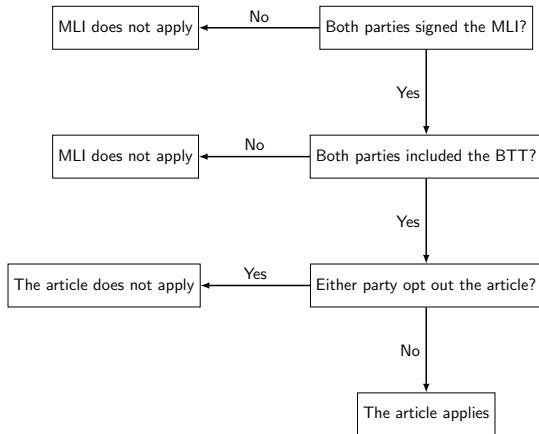 MLI does not apply
No
Both parties signed the MLI?
Yes
MLI does not apply
No
Both parties included the BTT?
Yes
The article does not apply
Yes
Either party opt out the article?
No
The article applies